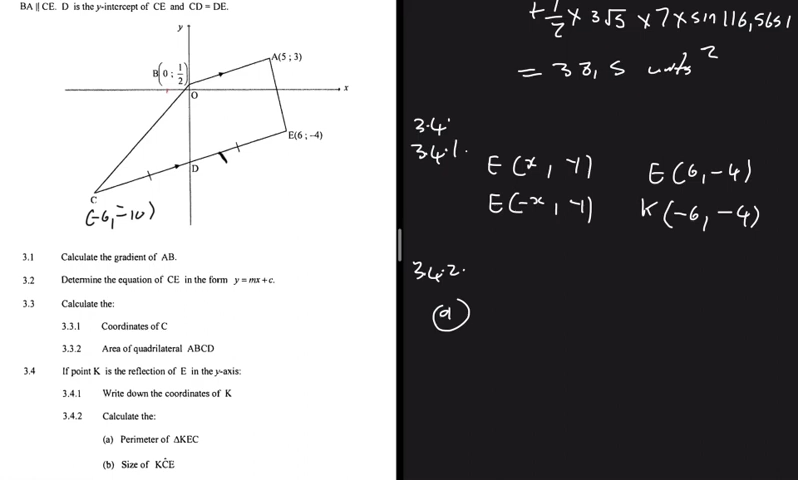 BA || CE. D is the y-intercept of CE and CD = DE.
y
A(5 ; 3)
B(0 ; 1/2)
x
O
E(6 ; –4)
D
C
(-6, -10)
3.1 Calculate the gradient of AB.
3.2 Determine the equation of CE in the form y = mx + c.
3.3 Calculate the:
3.3.1 Coordinates of C
3.3.2 Area of quadrilateral ABCD
3.4 If point K is the reflection of E in the y-axis:
3.4.1 Write down the coordinates of K
3.4.2 Calculate the:
(a) Perimeter of ΔKEC
(b) Size of KĈE
+ 1/2 × 3√5 × 7 × sin 116,5651
= 38,5 units²
3.4.
3.4.1. E(x, y) E(6, -4)
E(-x, y) K(-6, -4)
3.4.2.
(a)